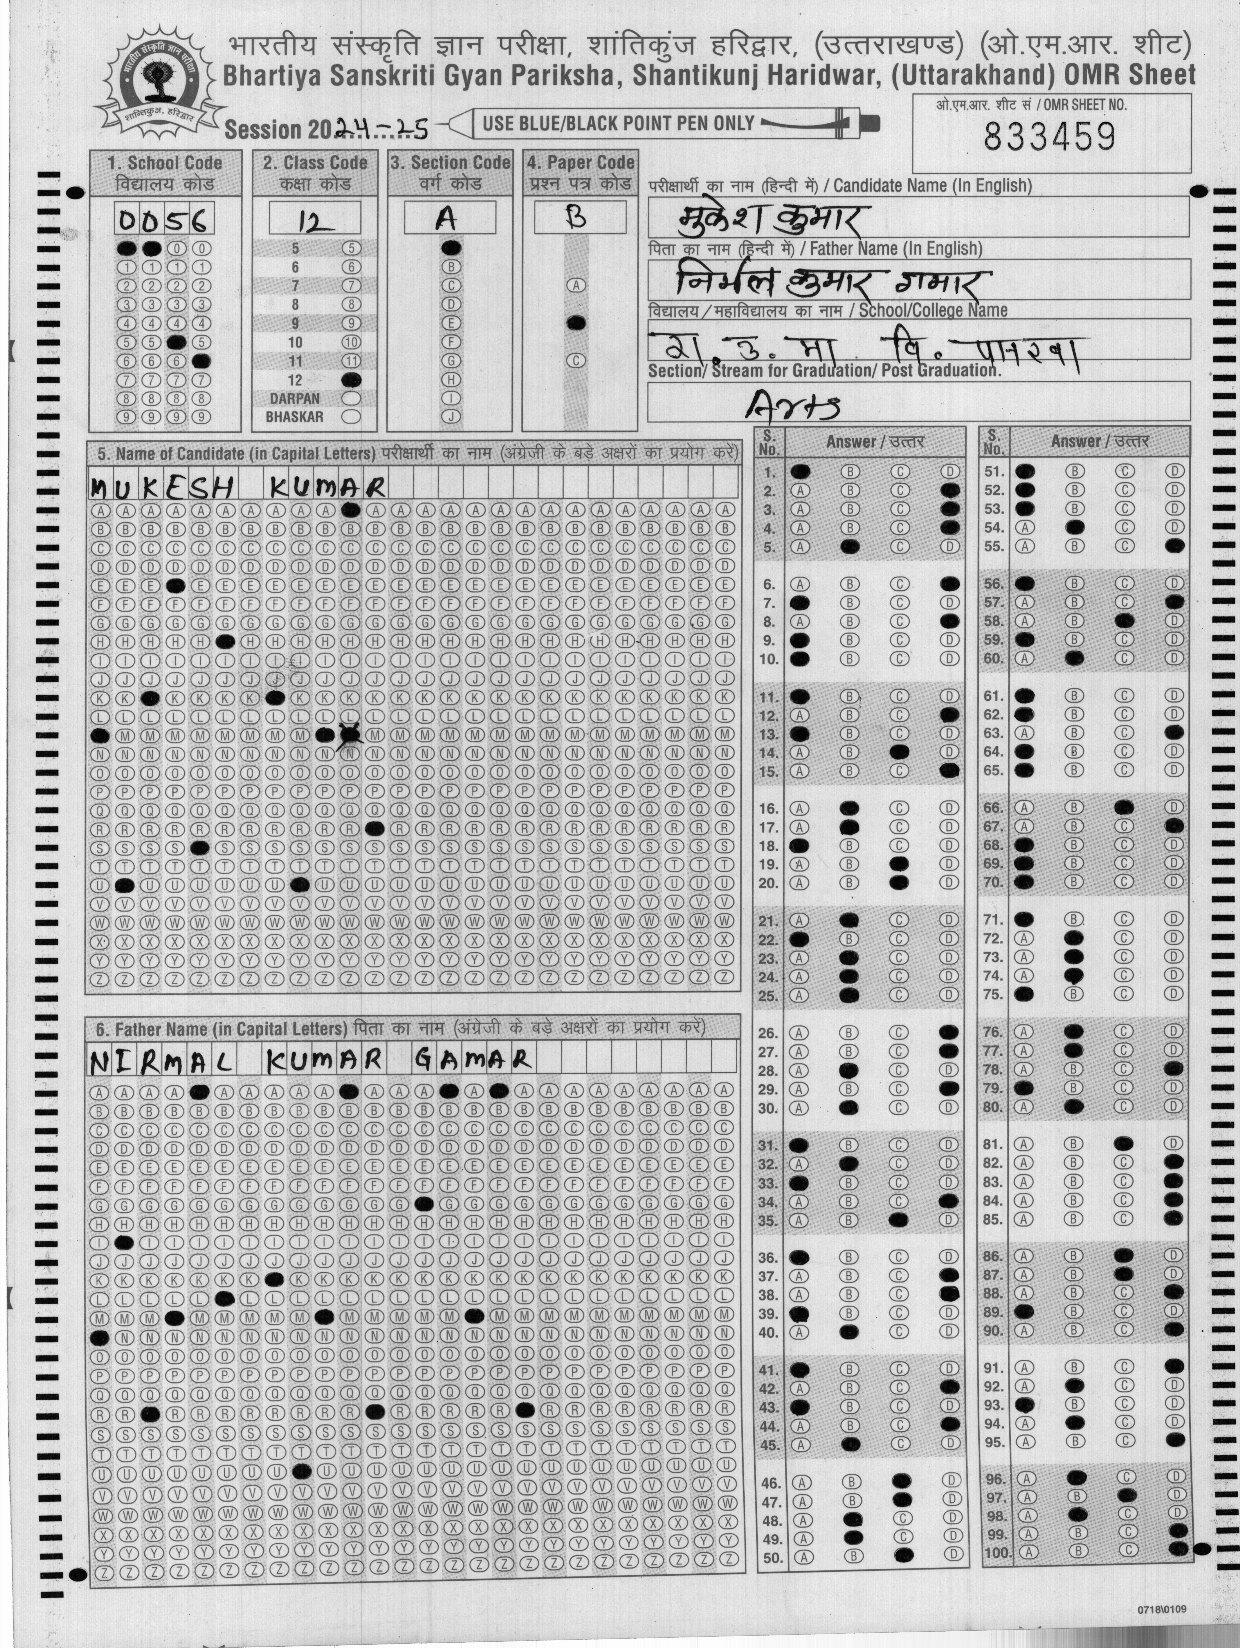 भारतीय संस्कृति ज्ञान परीक्षा, शांतिकुंज हरिद्वार, (उत्तराखण्ड) (ओ.एम.आर. शीट)
Bhartiya Sanskriti Gyan Pariksha, Shantikunj Haridwar, (Uttarakhand) OMR Sheet
Session 2024-25
USE BLUE/BLACK POINT PEN ONLY
ओ.एम.आर. शीट सं / OMR SHEET NO.
833459
1. School Code
विद्यालय कोड
0056
2. Class Code
कक्षा कोड
12
5
6
7
8
9
10
11
12
DARPAN
BHASKAR
3. Section Code
वर्ग कोड
A
4. Paper Code
प्रश्न पत्र कोड
B
परीक्षार्थी का नाम (हिन्दी में) / Candidate Name (In English)
मुकेश कुमार
पिता का नाम (हिन्दी में) / Father Name (In English)
निर्मल कुमार गमार
विद्यालय / महाविद्यालय का नाम / School/College Name
रा. उ. मा. वि.
Section/ Stream for Graduation/ Post Graduation.
Arts
5. Name of Candidate (in Capital Letters) परीक्षार्थी का नाम (अंग्रेजी के बड़े अक्षरों का प्रयोग करें)
MUKESH KUMAR
6. Father Name (in Capital Letters) पिता का नाम (अंग्रेजी के बड़े अक्षरों का प्रयोग करें)
NIRMAL KUMAR GAMAR
S. No. Answer / उत्तर
S. No. Answer / उत्तर
0718\0109